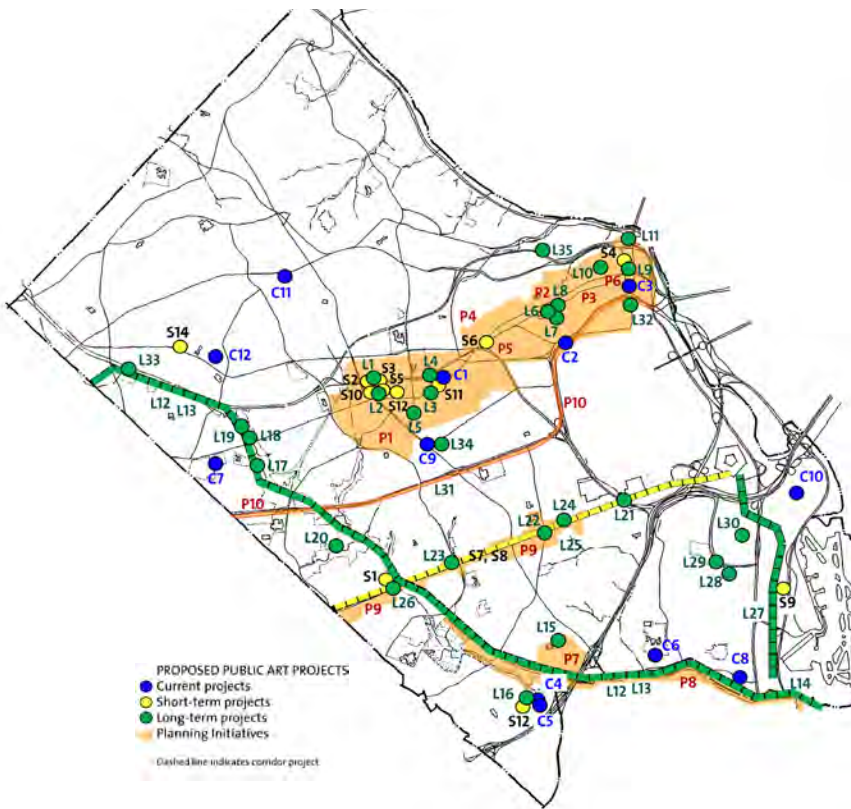 L11
S4
L35
L10
L9
P6
C3
C11
P2
L8
P3
L6
L7
L32
P4
S14
S6
P5
C2
C12
L33
L1
S3
L4
C1
S2
S5
S10
L2
S12
L3
S11
L12
L13
L5
P10
L19
L18
P1
C9
L34
L17
C7
L31
C10
P10
L21
L24
L22
L20
P9
L25
L30
L23
S7, S8
L29
L28
S1
L26
P9
L27
S9
L15
P7
C6
C8
L12
L13
P8
L14
C4
L16
S12
C5
PROPOSED PUBLIC ART PROJECTS
Current projects
Short-term projects
Long-term projects
Planning Initiatives
Dashed line indicates corridor project